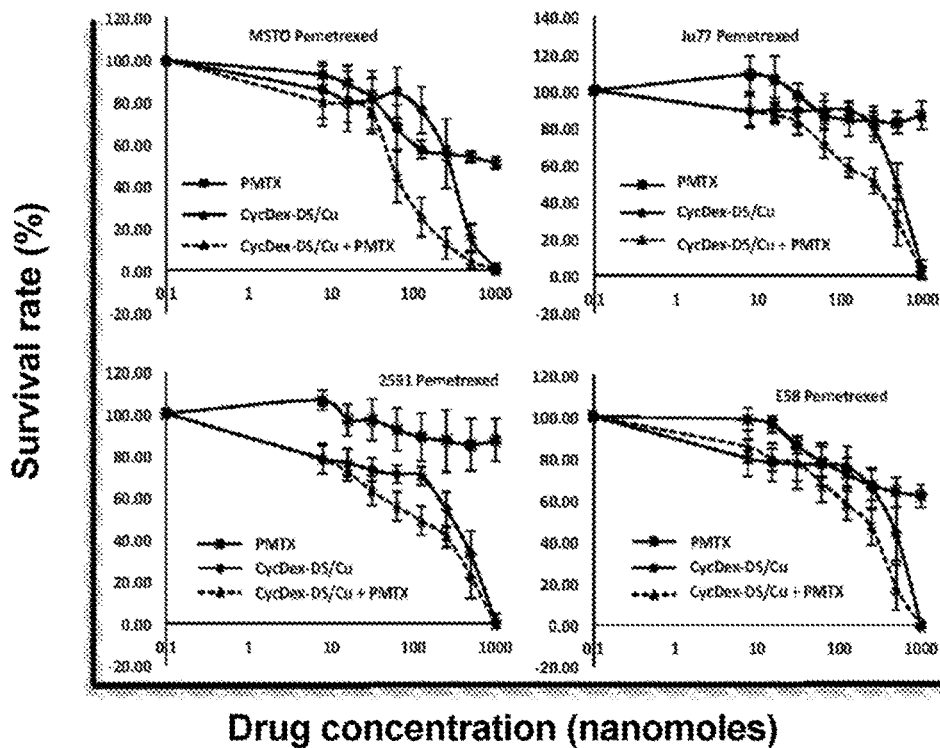 Survival rate (%)
MSTO Pemetrexed
120.00
100.00
80.00
60.00
40.00
20.00
0.00
-20.00
PMTX
CycDex-DS/Cu
CycDex-DS/Cu + PMTX
0.1 1 10 100 1000
Ju77 Pemetrexed
140.00
120.00
100.00
80.00
60.00
40.00
20.00
0.00
-20.00
PMTX
CycDex-DS/Cu
CycDex-DS/Cu + PMTX
0.1 1 10 100 1000
2591 Pemetrexed
120.00
100.00
80.00
60.00
40.00
20.00
0.00
-20.00
PMTX
CycDex-DS/Cu
CycDex-DS/Cu + PMTX
0.1 1 10 100 1000
E58 Pemetrexed
120.00
100.00
80.00
60.00
40.00
20.00
0.00
-20.00
PMTX
CycDex-DS/Cu
CycDex-DS/Cu + PMTX
0.1 1 10 100 1000
Drug concentration (nanomoles)